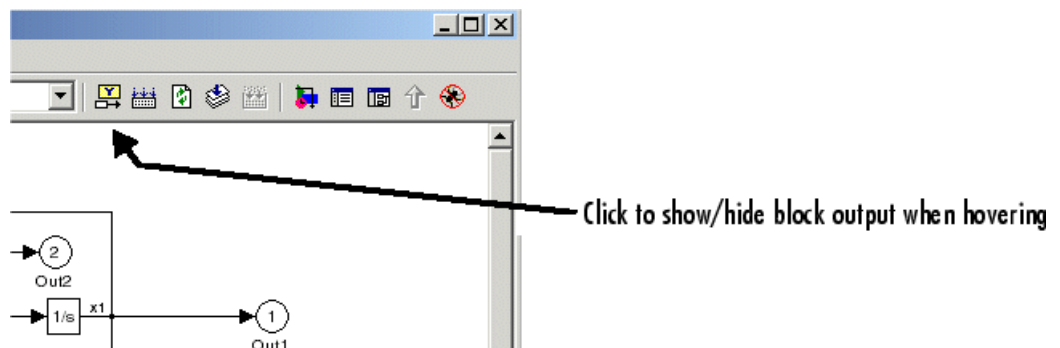 Y
Click to show/hide block output when hovering
2
Out2
1/s
x1
1
Out1